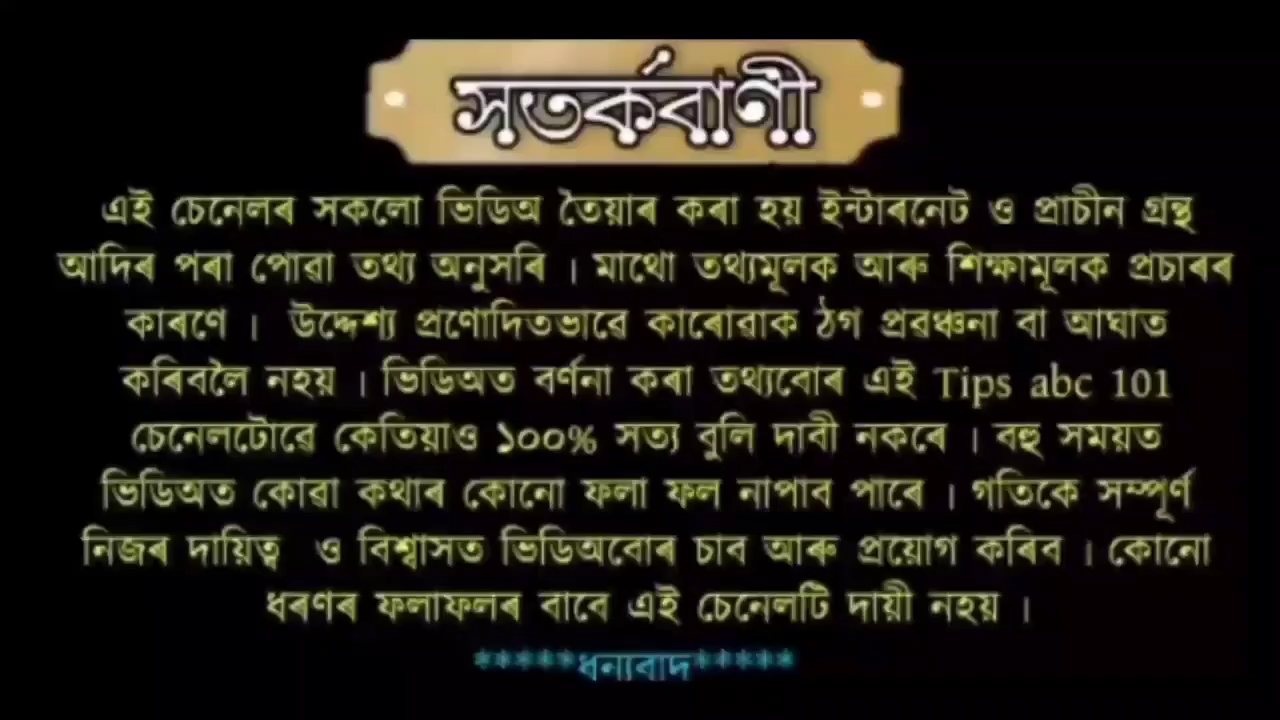 সতৰ্কবাণী
এই চেনেলৰ সকলো ভিডিঅ তৈয়াৰ কৰা হয় ইন্টাৰনেট ও প্ৰাচীন গ্ৰন্থ
আদিৰ পৰা পোৱা তথ্য অনুসৰি । মাথো তথ্যমূলক আৰু শিক্ষামূলক প্ৰচাৰৰ
কাৰণে । উদ্দেশ্য প্ৰণোদিতভাৱে কাৰোৱাক ঠগ প্ৰৱঞ্চনা বা আঘাত
কৰিবলৈ নহয় । ভিডিঅত বৰ্ণনা কৰা তথ্যবোৰ এই Tips abc 101
চেনেলটোৱে কেতিয়াও ১০০% সত্য বুলি দাবী নকৰে । বহু সময়ত
ভিডিঅত কোৱা কথাৰ কোনো ফলা ফল নাপাব পাৰে । গতিকে সম্পূৰ্ণ
নিজৰ দায়িত্ব ও বিশ্বাসত ভিডিঅবোৰ চাব আৰু প্ৰয়োগ কৰিব । কোনো
ধৰণৰ ফলাফলৰ বাবে এই চেনেলটি দায়ী নহয় ।
*****ধন্যবাদ*****